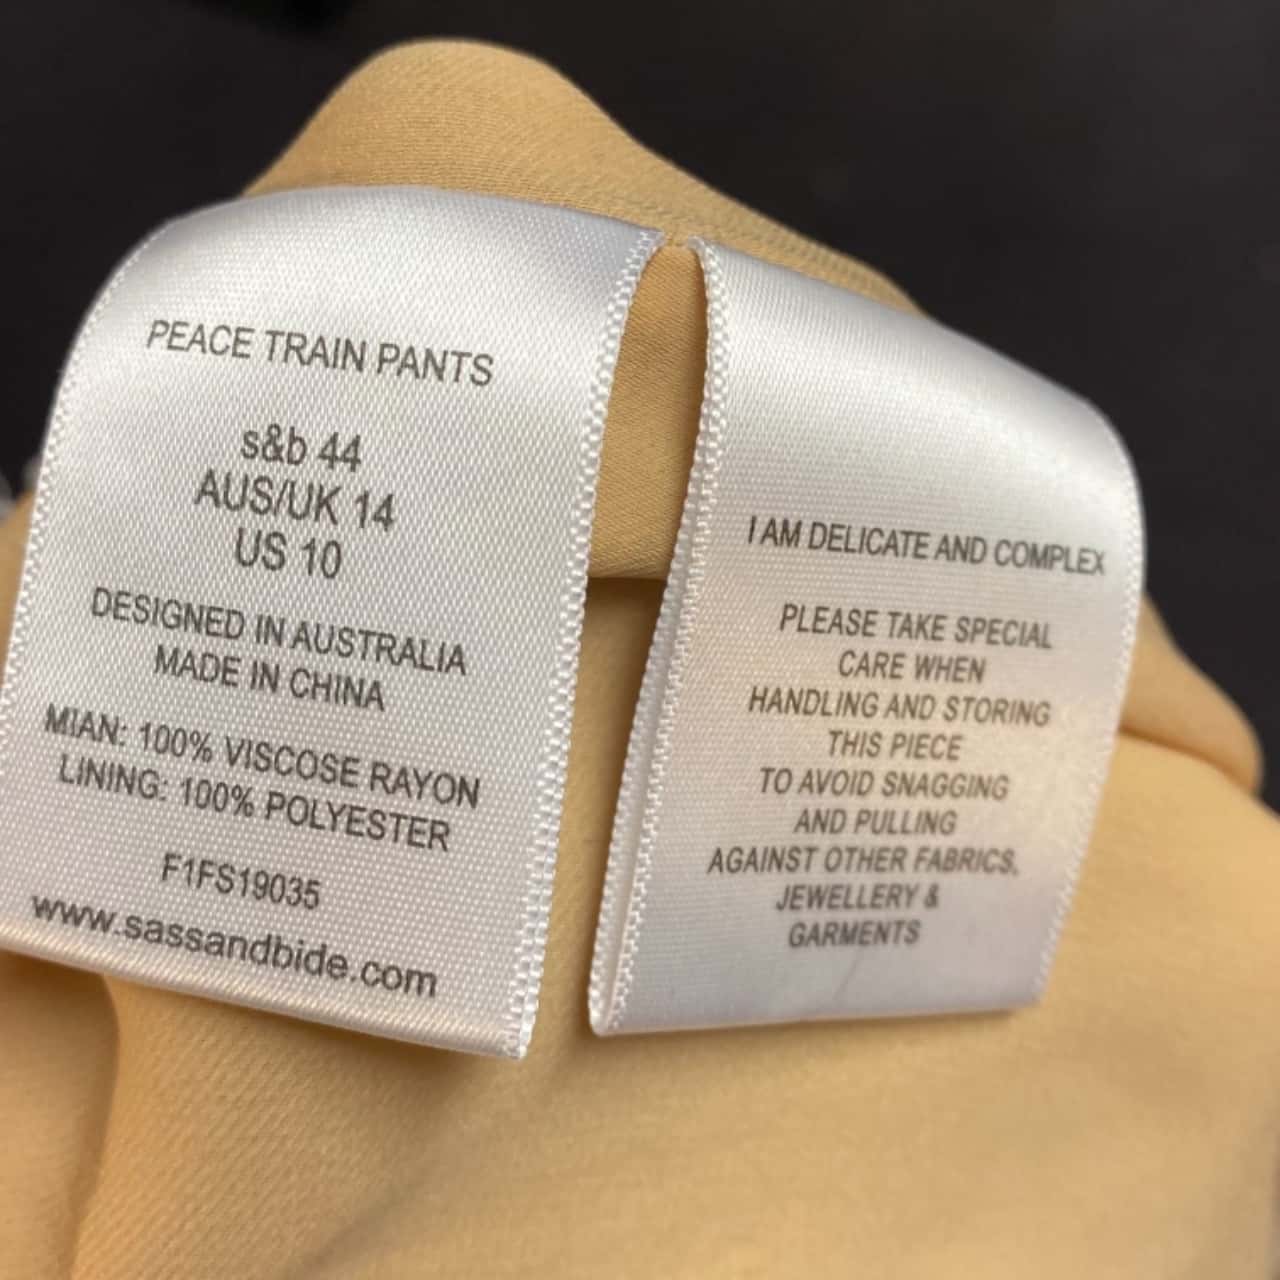 PEACE TRAIN PANTS
s&b 44
AUS/UK 14
US 10
DESIGNED IN AUSTRALIA
MADE IN CHINA
MIAN: 100% VISCOSE RAYON
LINING: 100% POLYESTER
F1FS19035
www.sassandbide.com
I AM DELICATE AND COMPLEX
PLEASE TAKE SPECIAL
CARE WHEN
HANDLING AND STORING
THIS PIECE
TO AVOID SNAGGING
AND PULLING
AGAINST OTHER FABRICS,
JEWELLERY &
GARMENTS